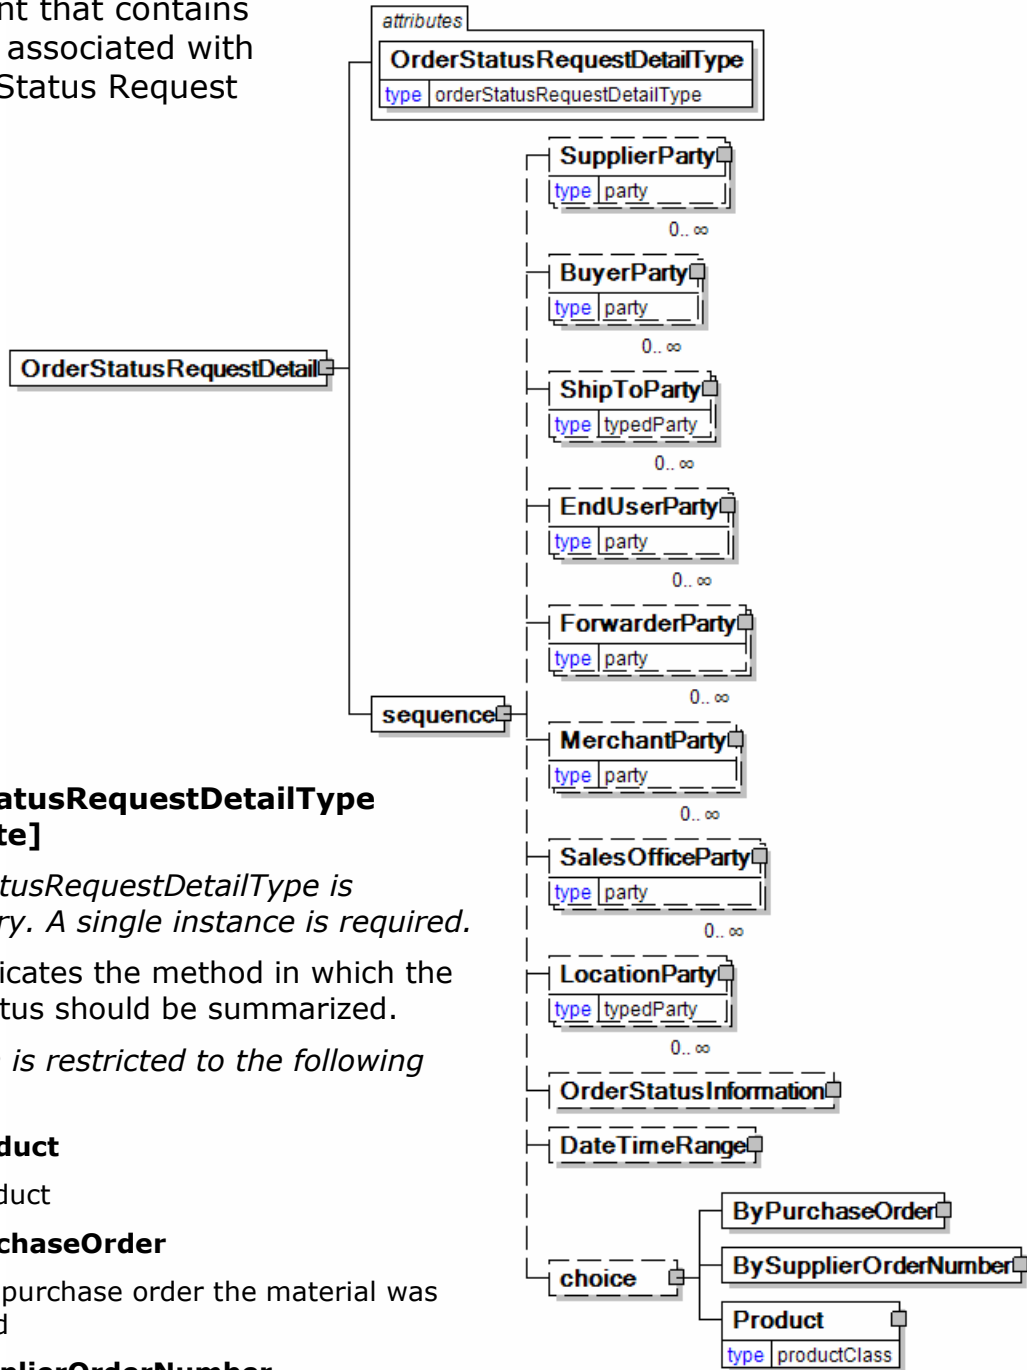 nt that contains
associated with
Status Request
attributes
OrderStatusRequestDetailType
type orderStatusRequestDetailType
SupplierParty
type party
0.. ∞
BuyerParty
type party
0.. ∞
OrderStatusRequestDetail
ShipToParty
type typedParty
0.. ∞
EndUserParty
type party
0.. ∞
ForwarderParty
type party
0.. ∞
sequence
MerchantParty
type party
0.. ∞
SalesOfficeParty
type party
0.. ∞
LocationParty
type typedParty
0.. ∞
OrderStatusInformation
DateTimeRange
choice
ByPurchaseOrder
BySupplierOrderNumber
Product
type productClass
atusRequestDetailType
te]
tusRequestDetailType is
ry. A single instance is required.
licates the method in which the
tus should be summarized.
is restricted to the following
duct
duct
chaseOrder
purchase order the material was
d
plierOrderNumber